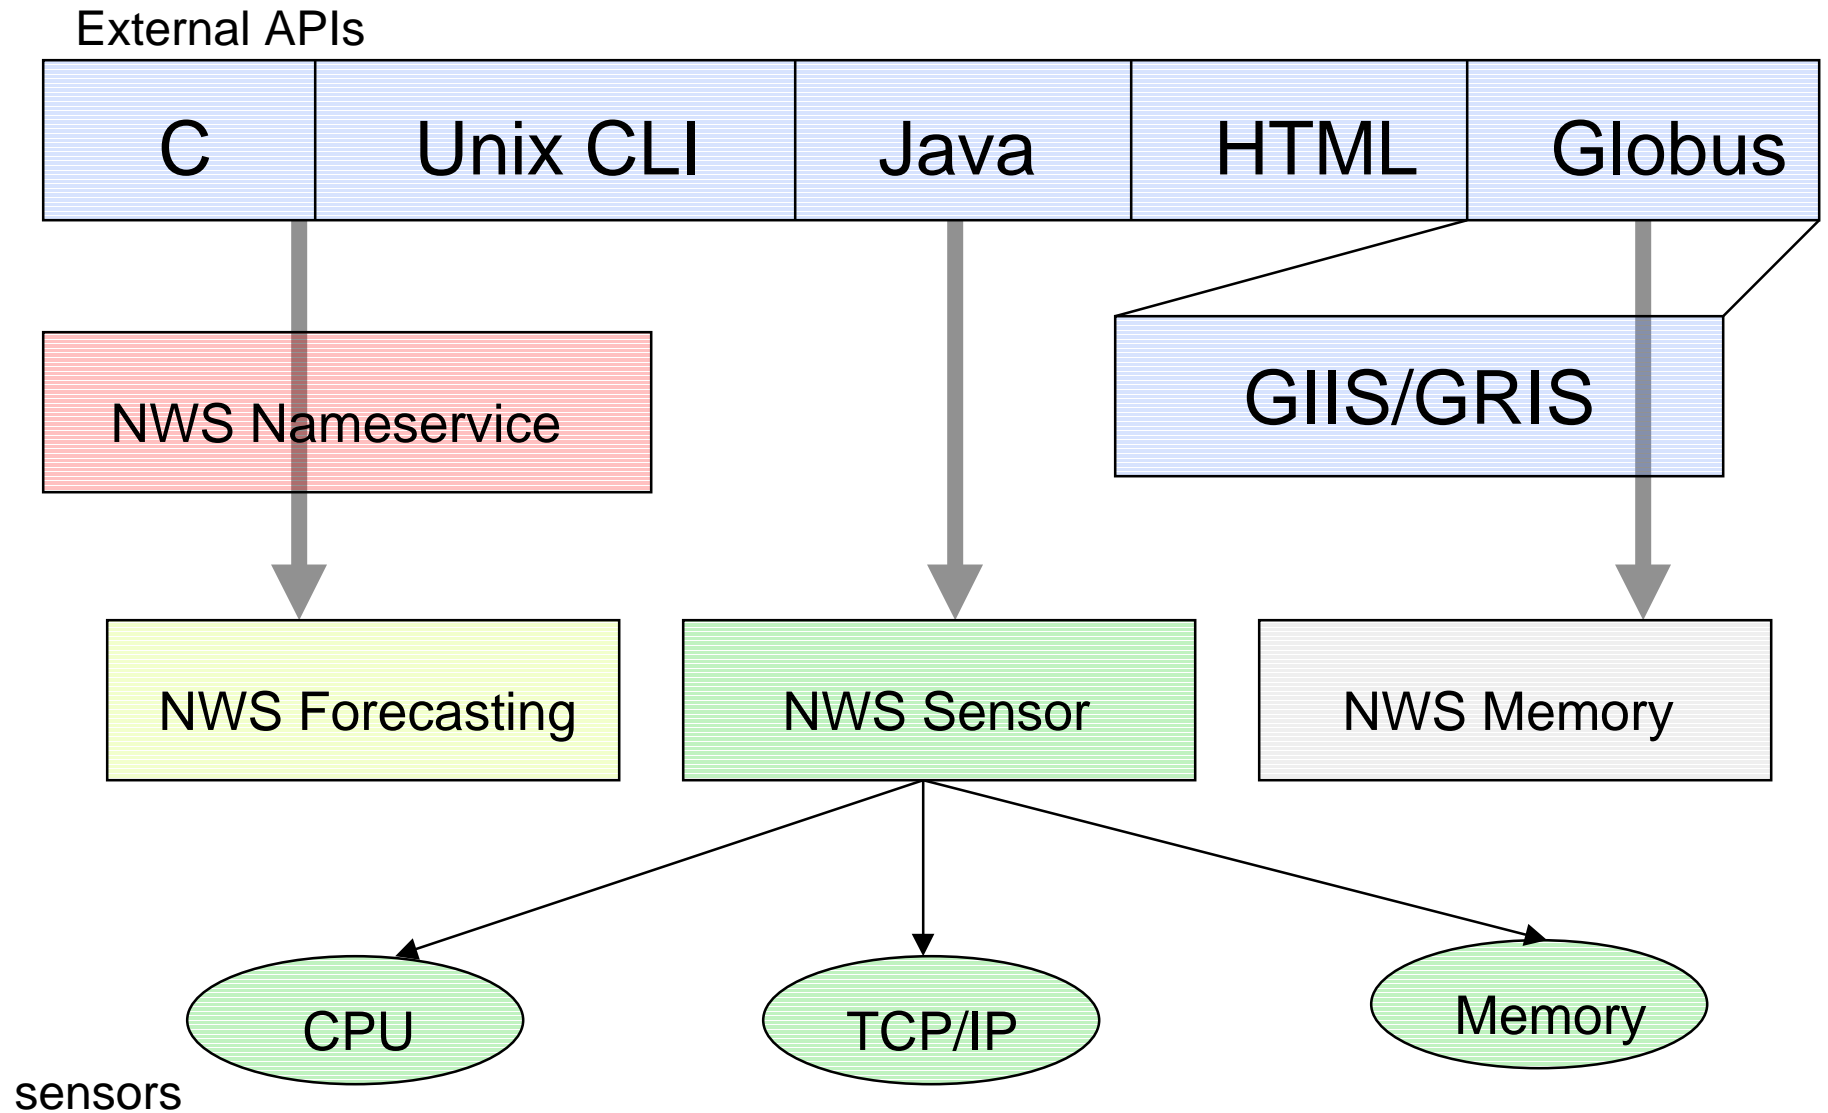 External APIs
C
Unix CLI
Java
HTML
Globus
NWS Nameservice
GIIS/GRIS
NWS Forecasting
NWS Sensor
NWS Memory
CPU
TCP/IP
Memory
sensors